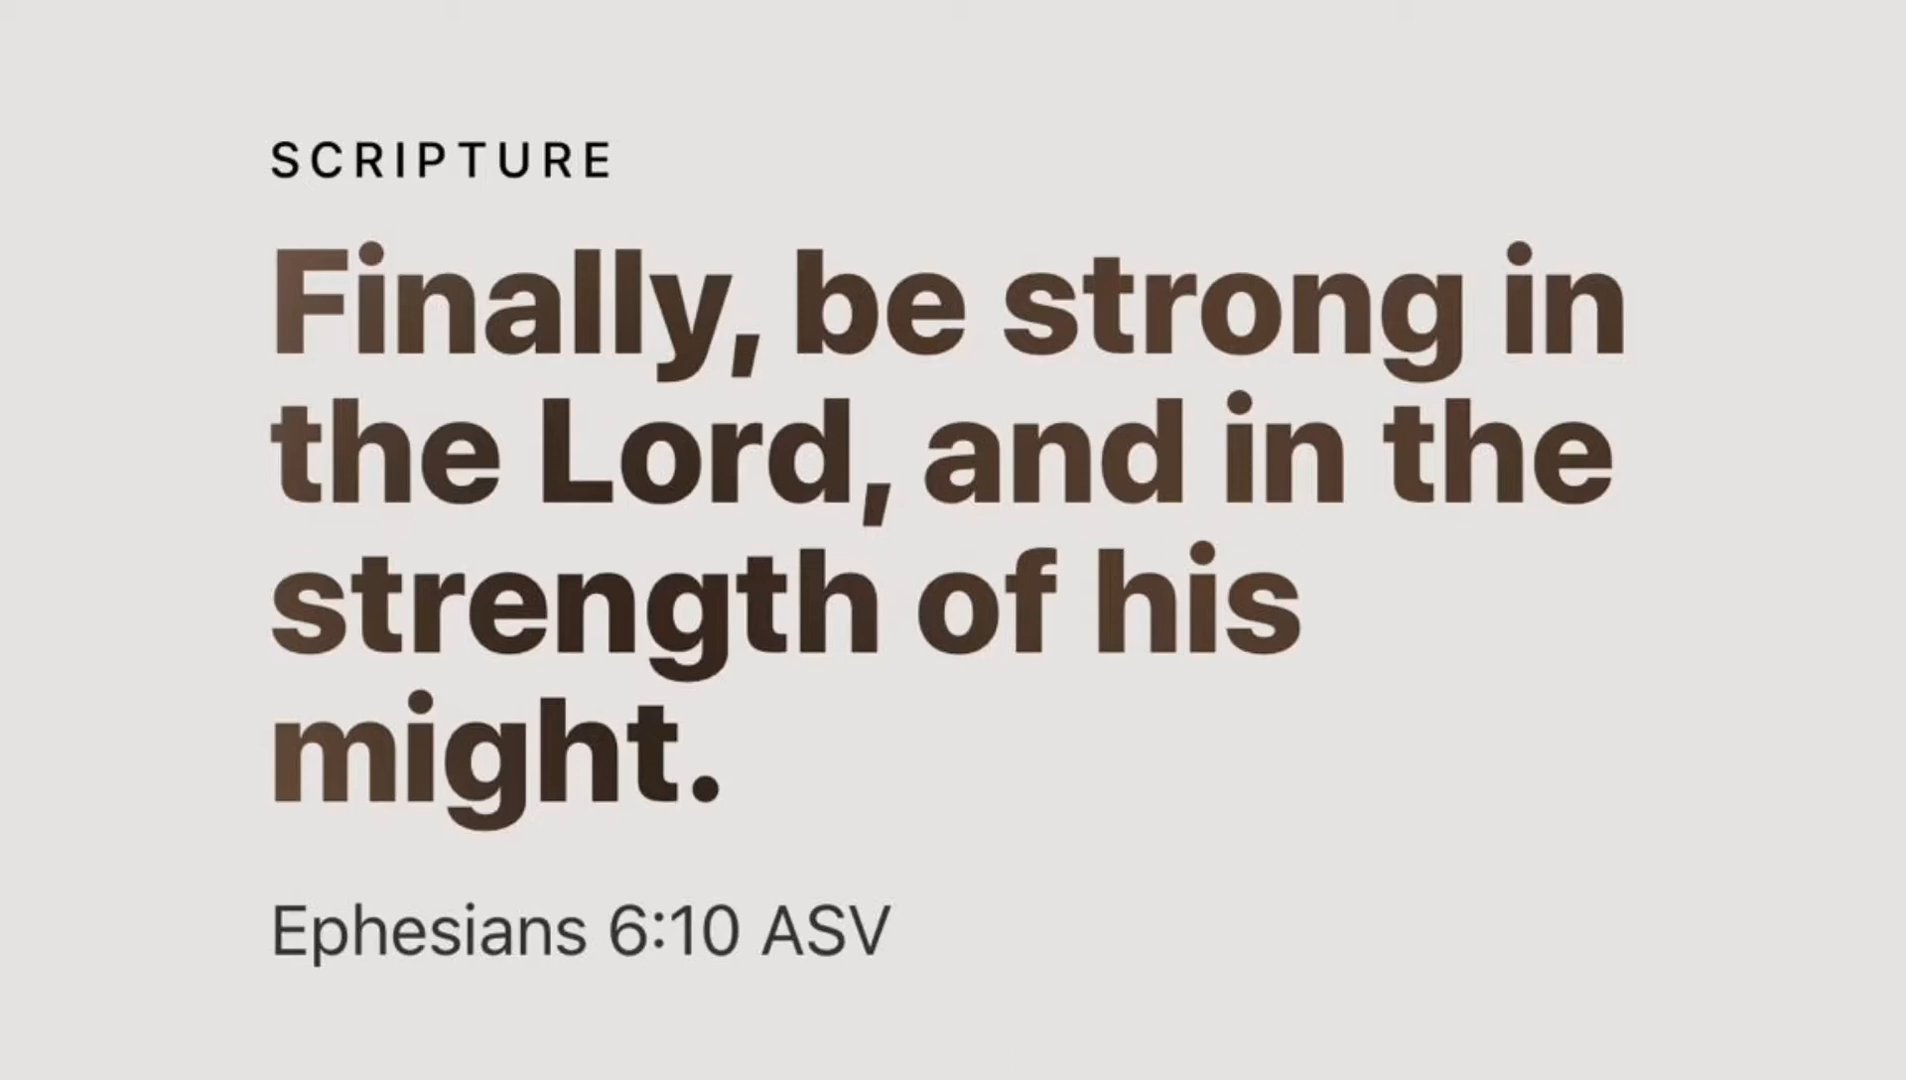 SCRIPTURE
Finally, be strong in
the Lord, and in the
strength of his
might.
Ephesians 6:10 ASV